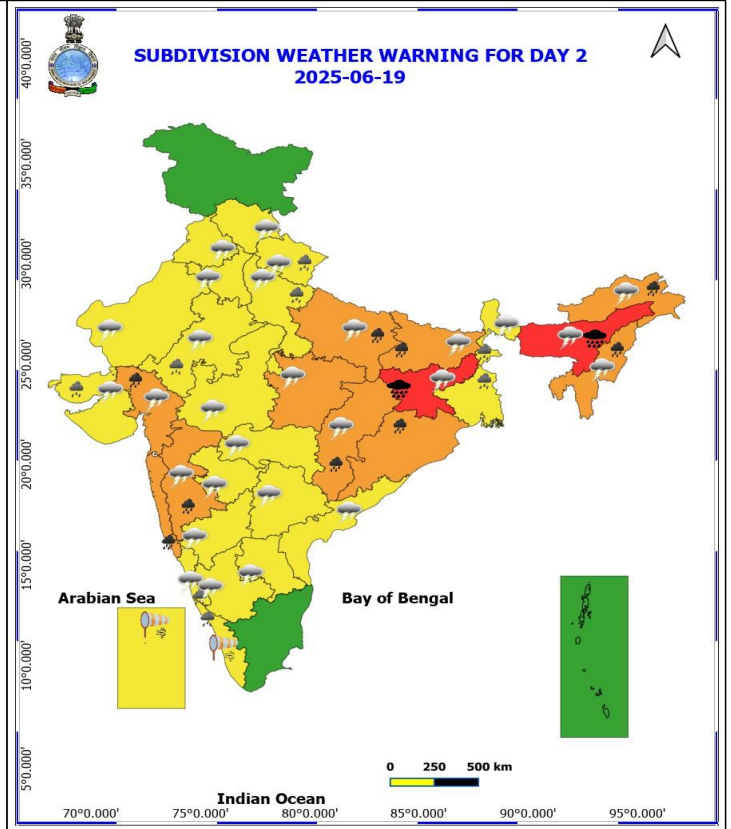 SUBDIVISION WEATHER WARNING FOR DAY 2
2025-06-19
40°0.000'
35°0.000'
30°0.000'
25°0.000'
20°0.000'
15°0.000'
Arabian Sea
Bay of Bengal
10°0.000'
5°0.000'
0 250 500 km
Indian Ocean
70°0.000' 75°0.000' 80°0.000' 85°0.000' 90°0.000' 95°0.000'